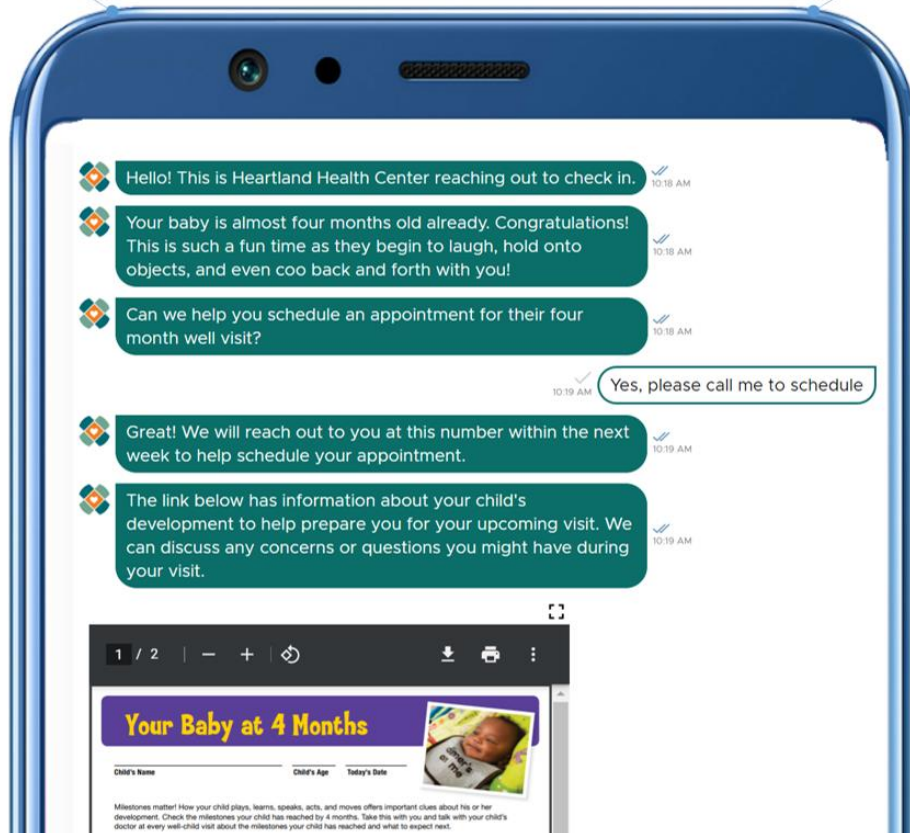 Hello! This is Heartland Health Center reaching out to check in.
10:18 AM
Your baby is almost four months old already. Congratulations!
This is such a fun time as they begin to laugh, hold onto
objects, and even coo back and forth with you!
10:18 AM
Can we help you schedule an appointment for their four
month well visit?
10:18 AM
Yes, please call me to schedule
10:19 AM
Great! We will reach out to you at this number within the next
week to help schedule your appointment.
10:19 AM
The link below has information about your child's
development to help prepare you for your upcoming visit. We
can discuss any concerns or questions you might have during
your visit.
10:19 AM
1 / 2
Your Baby at 4 Months
Child's Name Child's Age Today's Date
Milestones matter! How your child plays, learns, speaks, acts, and moves offers important clues about his or her
development. Check the milestones your child has reached by 4 months. Take this with you and talk with your child's
doctor at every well-child visit about the milestones your child has reached and what to expect next.